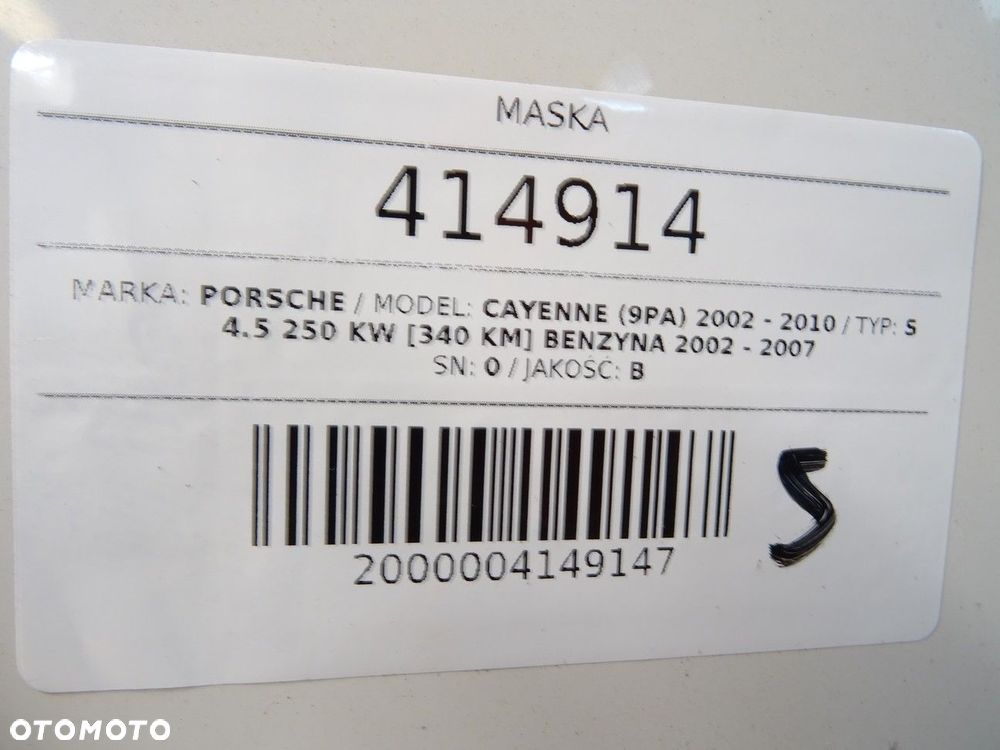 MASKA
414914
MARKA: PORSCHE / MODEL: CAYENNE (9PA) 2002 - 2010 / TYP: S
4.5 250 KW [340 KM] BENZYNA 2002 - 2007
SN: 0 / JAKOŚĆ: B
5
2000004149147
OTOMOTO